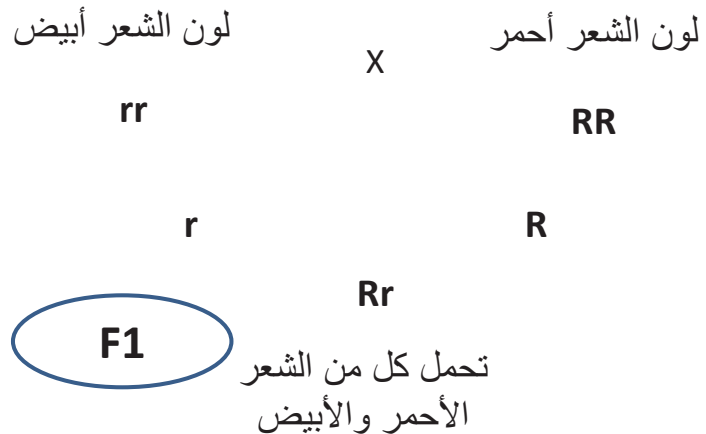 لون الشعر أحمر
X
لون الشعر أبيض
RR
rr
R
r
Rr
F1
تحمل كل من الشعر
الأحمر والأبيض